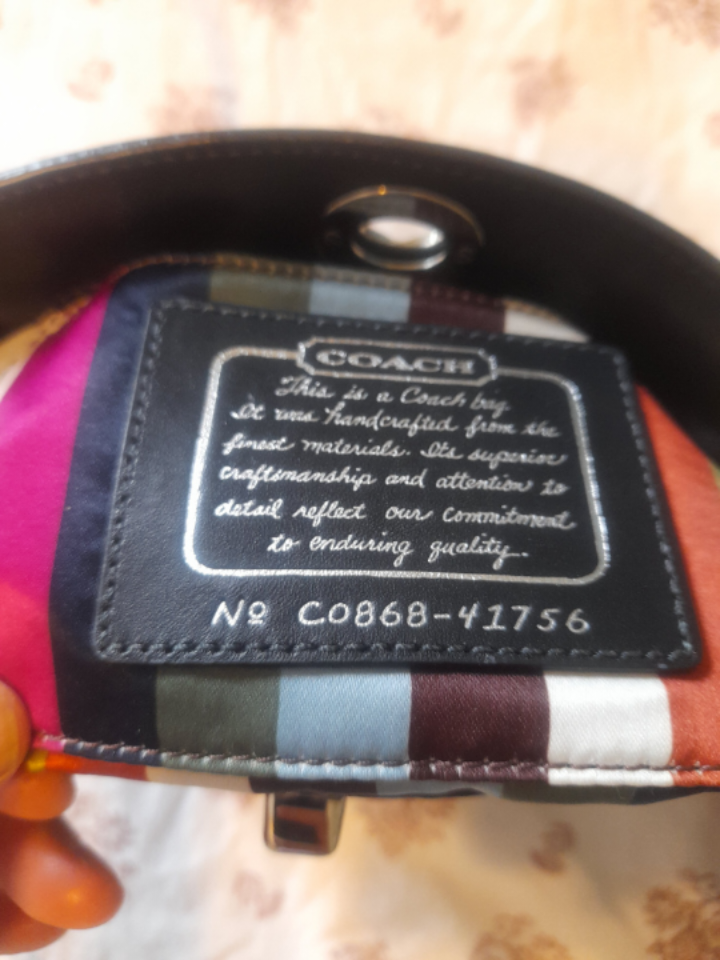 COACH
This is a Coach bag
It was handcrafted from the
finest materials. Its superior
craftsmanship and attention to
detail reflect our commitment
to enduring quality.
Nº C0868-41756